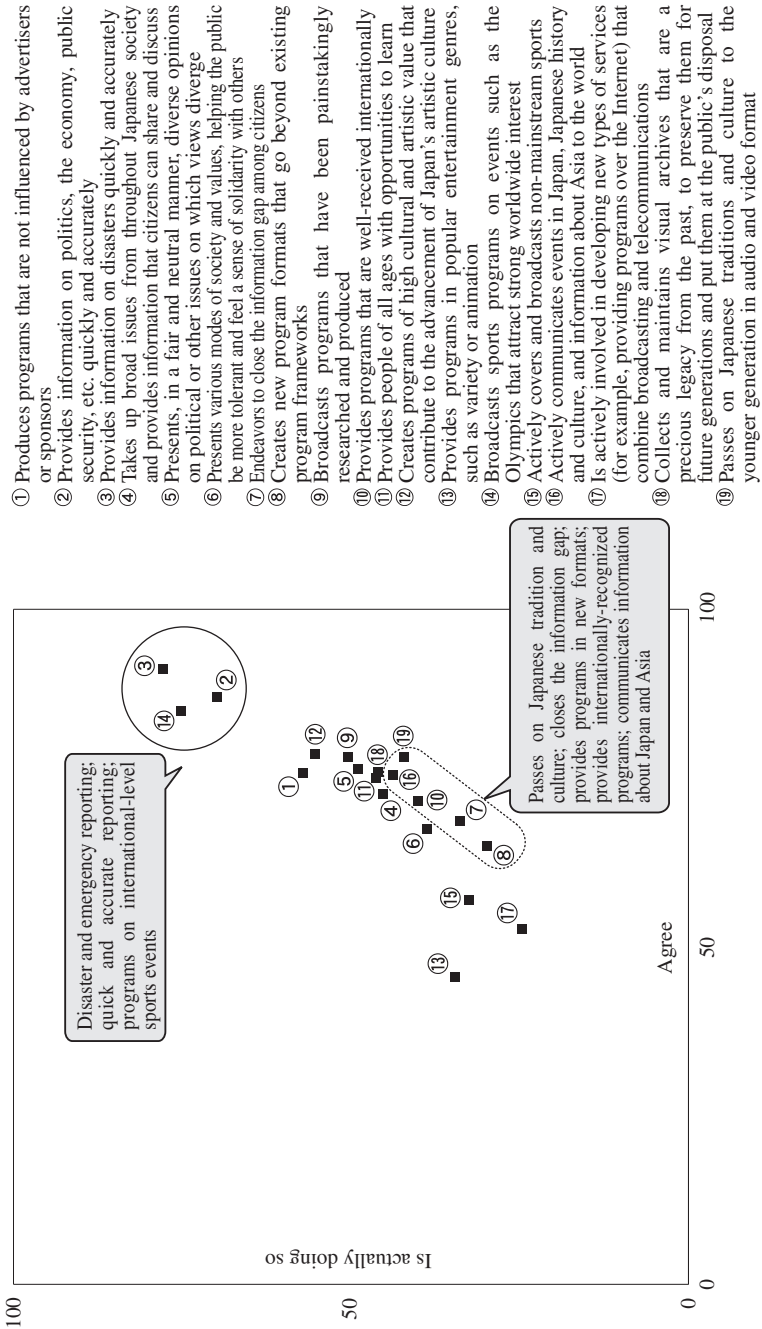 100
50
0
Is actually doing so
0
50
100
Agree
Disaster and emergency reporting;
quick and accurate reporting;
programs on international-level
sports events
Passes on Japanese tradition and
culture; closes the information gap;
provides programs in new formats;
provides internationally-recognized
programs; communicates information
about Japan and Asia
③
⑭
②
⑫
①
⑨
⑤
⑱
⑲
⑪
⑯
④
⑩
⑥
⑦
⑧
⑮
⑰
⑬
① Produces programs that are not influenced by advertisers
or sponsors
② Provides information on politics, the economy, public
security, etc. quickly and accurately
③ Provides information on disasters quickly and accurately
④ Takes up broad issues from throughout Japanese society
and provides information that citizens can share and discuss
⑤ Presents, in a fair and neutral manner, diverse opinions
on political or other issues on which views diverge
⑥ Presents various modes of society and values, helping the public
be more tolerant and feel a sense of solidarity with others
⑦ Endeavors to close the information gap among citizens
⑧ Creates new program formats that go beyond existing
program frameworks
⑨ Broadcasts programs that have been painstakingly
researched and produced
⑩ Provides programs that are well-received internationally
⑪ Provides people of all ages with opportunities to learn
⑫ Creates programs of high cultural and artistic value that
contribute to the advancement of Japan's artistic culture
⑬ Provides programs in popular entertainment genres,
such as variety or animation
⑭ Broadcasts sports programs on events such as the
Olympics that attract strong worldwide interest
⑮ Actively covers and broadcasts non-mainstream sports
⑯ Actively communicates events in Japan, Japanese history
and culture, and information about Asia to the world
⑰ Is actively involved in developing new types of services
(for example, providing programs over the Internet) that
combine broadcasting and telecommunications
⑱ Collects and maintains visual archives that are a
precious legacy from the past, to preserve them for
future generations and put them at the public's disposal
⑲ Passes on Japanese traditions and culture to the
younger generation in audio and video format